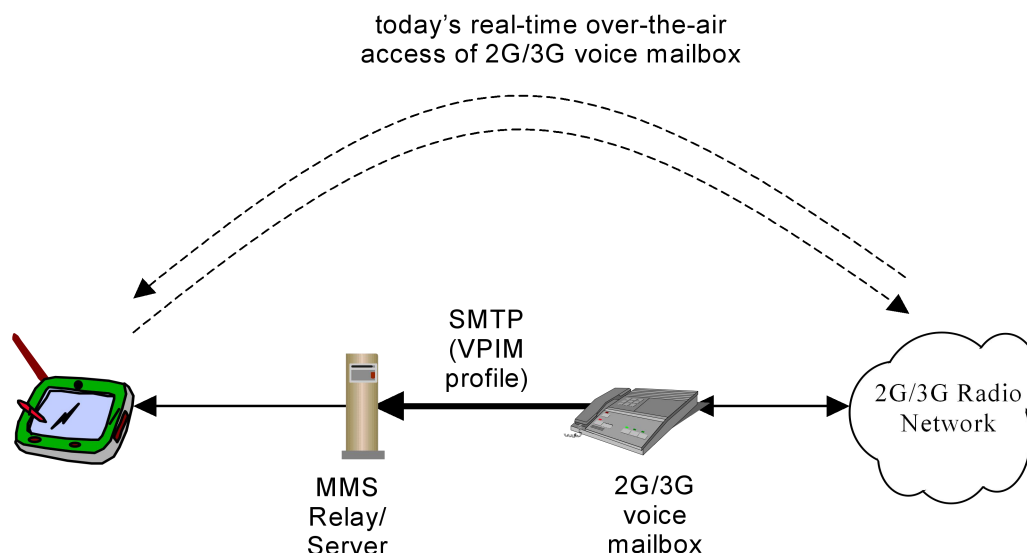 today’s real-time over-the-air
access of 2G/3G voice mailbox
SMTP
(VPIM
profile)
2G/3G Radio
Network
MMS
Relay/
Server
2G/3G
voice
mailbox